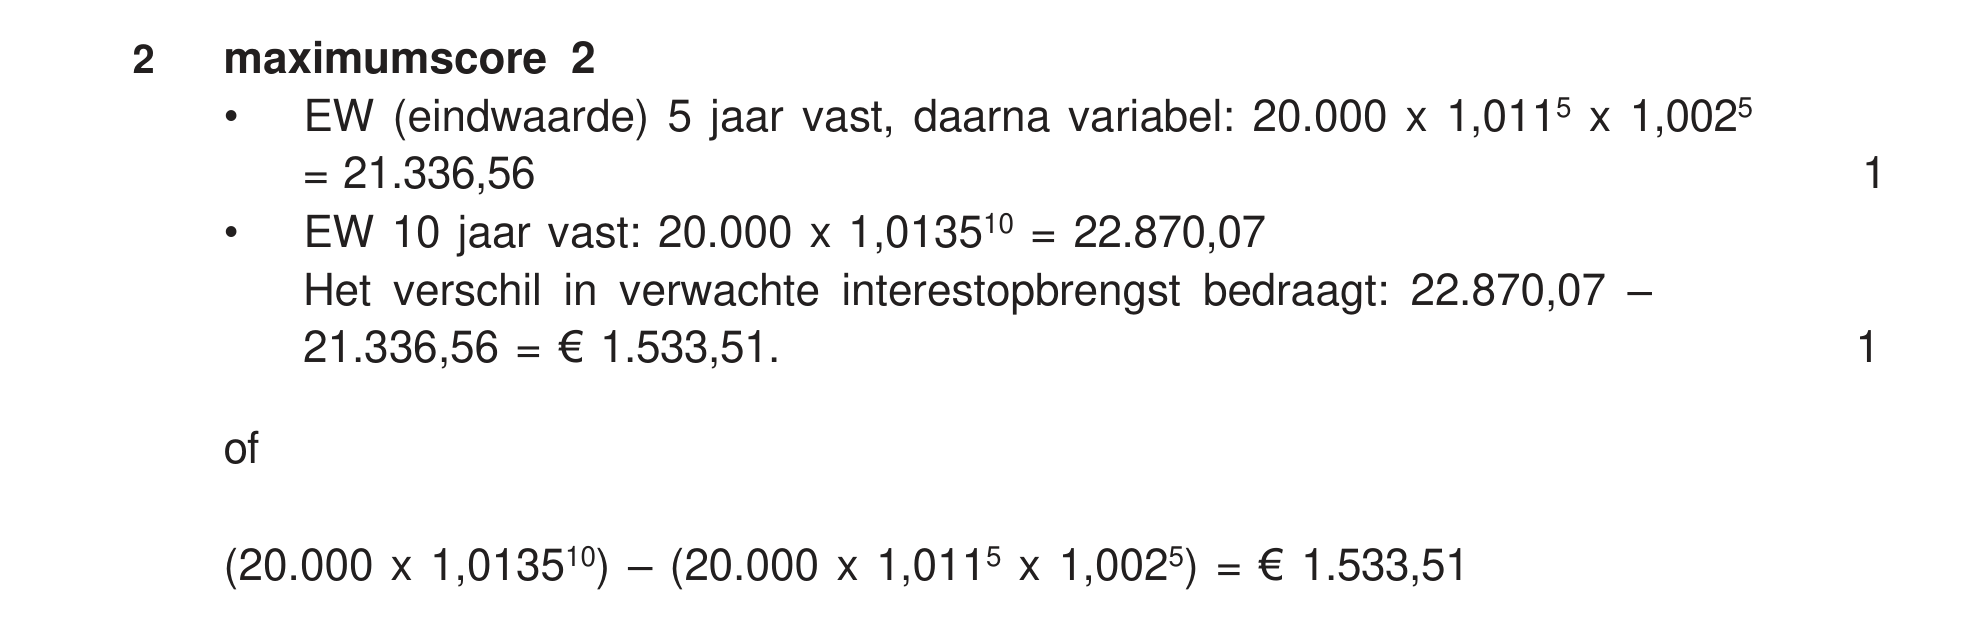 2 maximumscore 2
• EW (eindwaarde) 5 jaar vast, daarna variabel: 20.000 x 1,011⁵ x 1,002⁵
= 21.336,56 1
• EW 10 jaar vast: 20.000 x 1,0135¹⁰ = 22.870,07
Het verschil in verwachte interestopbrengst bedraagt: 22.870,07 –
21.336,56 = € 1.533,51. 1
of
(20.000 x 1,0135¹⁰) – (20.000 x 1,011⁵ x 1,002⁵) = € 1.533,51